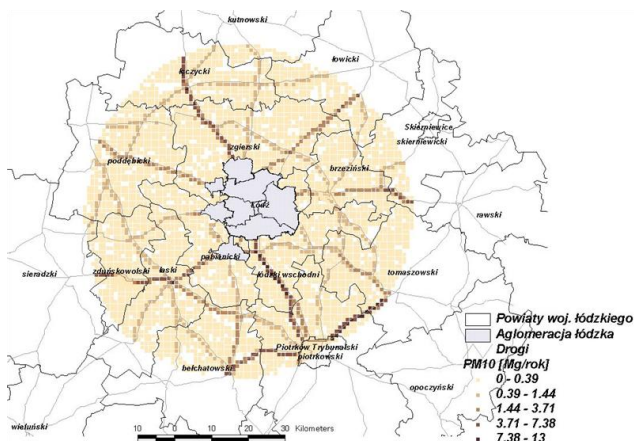 kutnowski
łowicki
łęczycki
Skierniewice
skierniewicki
zgierski
poddębicki
brzeziński
Łódź
rawski
pabianicki
sieradzki
zduńskowolski
łaski
łódzki wschodni
tomaszowski
Piotrków Trybunalski
piotrkowski
bełchatowski
opoczyński
wieluński
Powiaty woj. łódzkiego
Aglomeracja łódzka
Drogi
PM10 [Mg/rok]
0 - 0.39
0.39 - 1.44
1.44 - 3.71
3.71 - 7.38
7.38 - 13
10 0 10 20 30 Kilometers